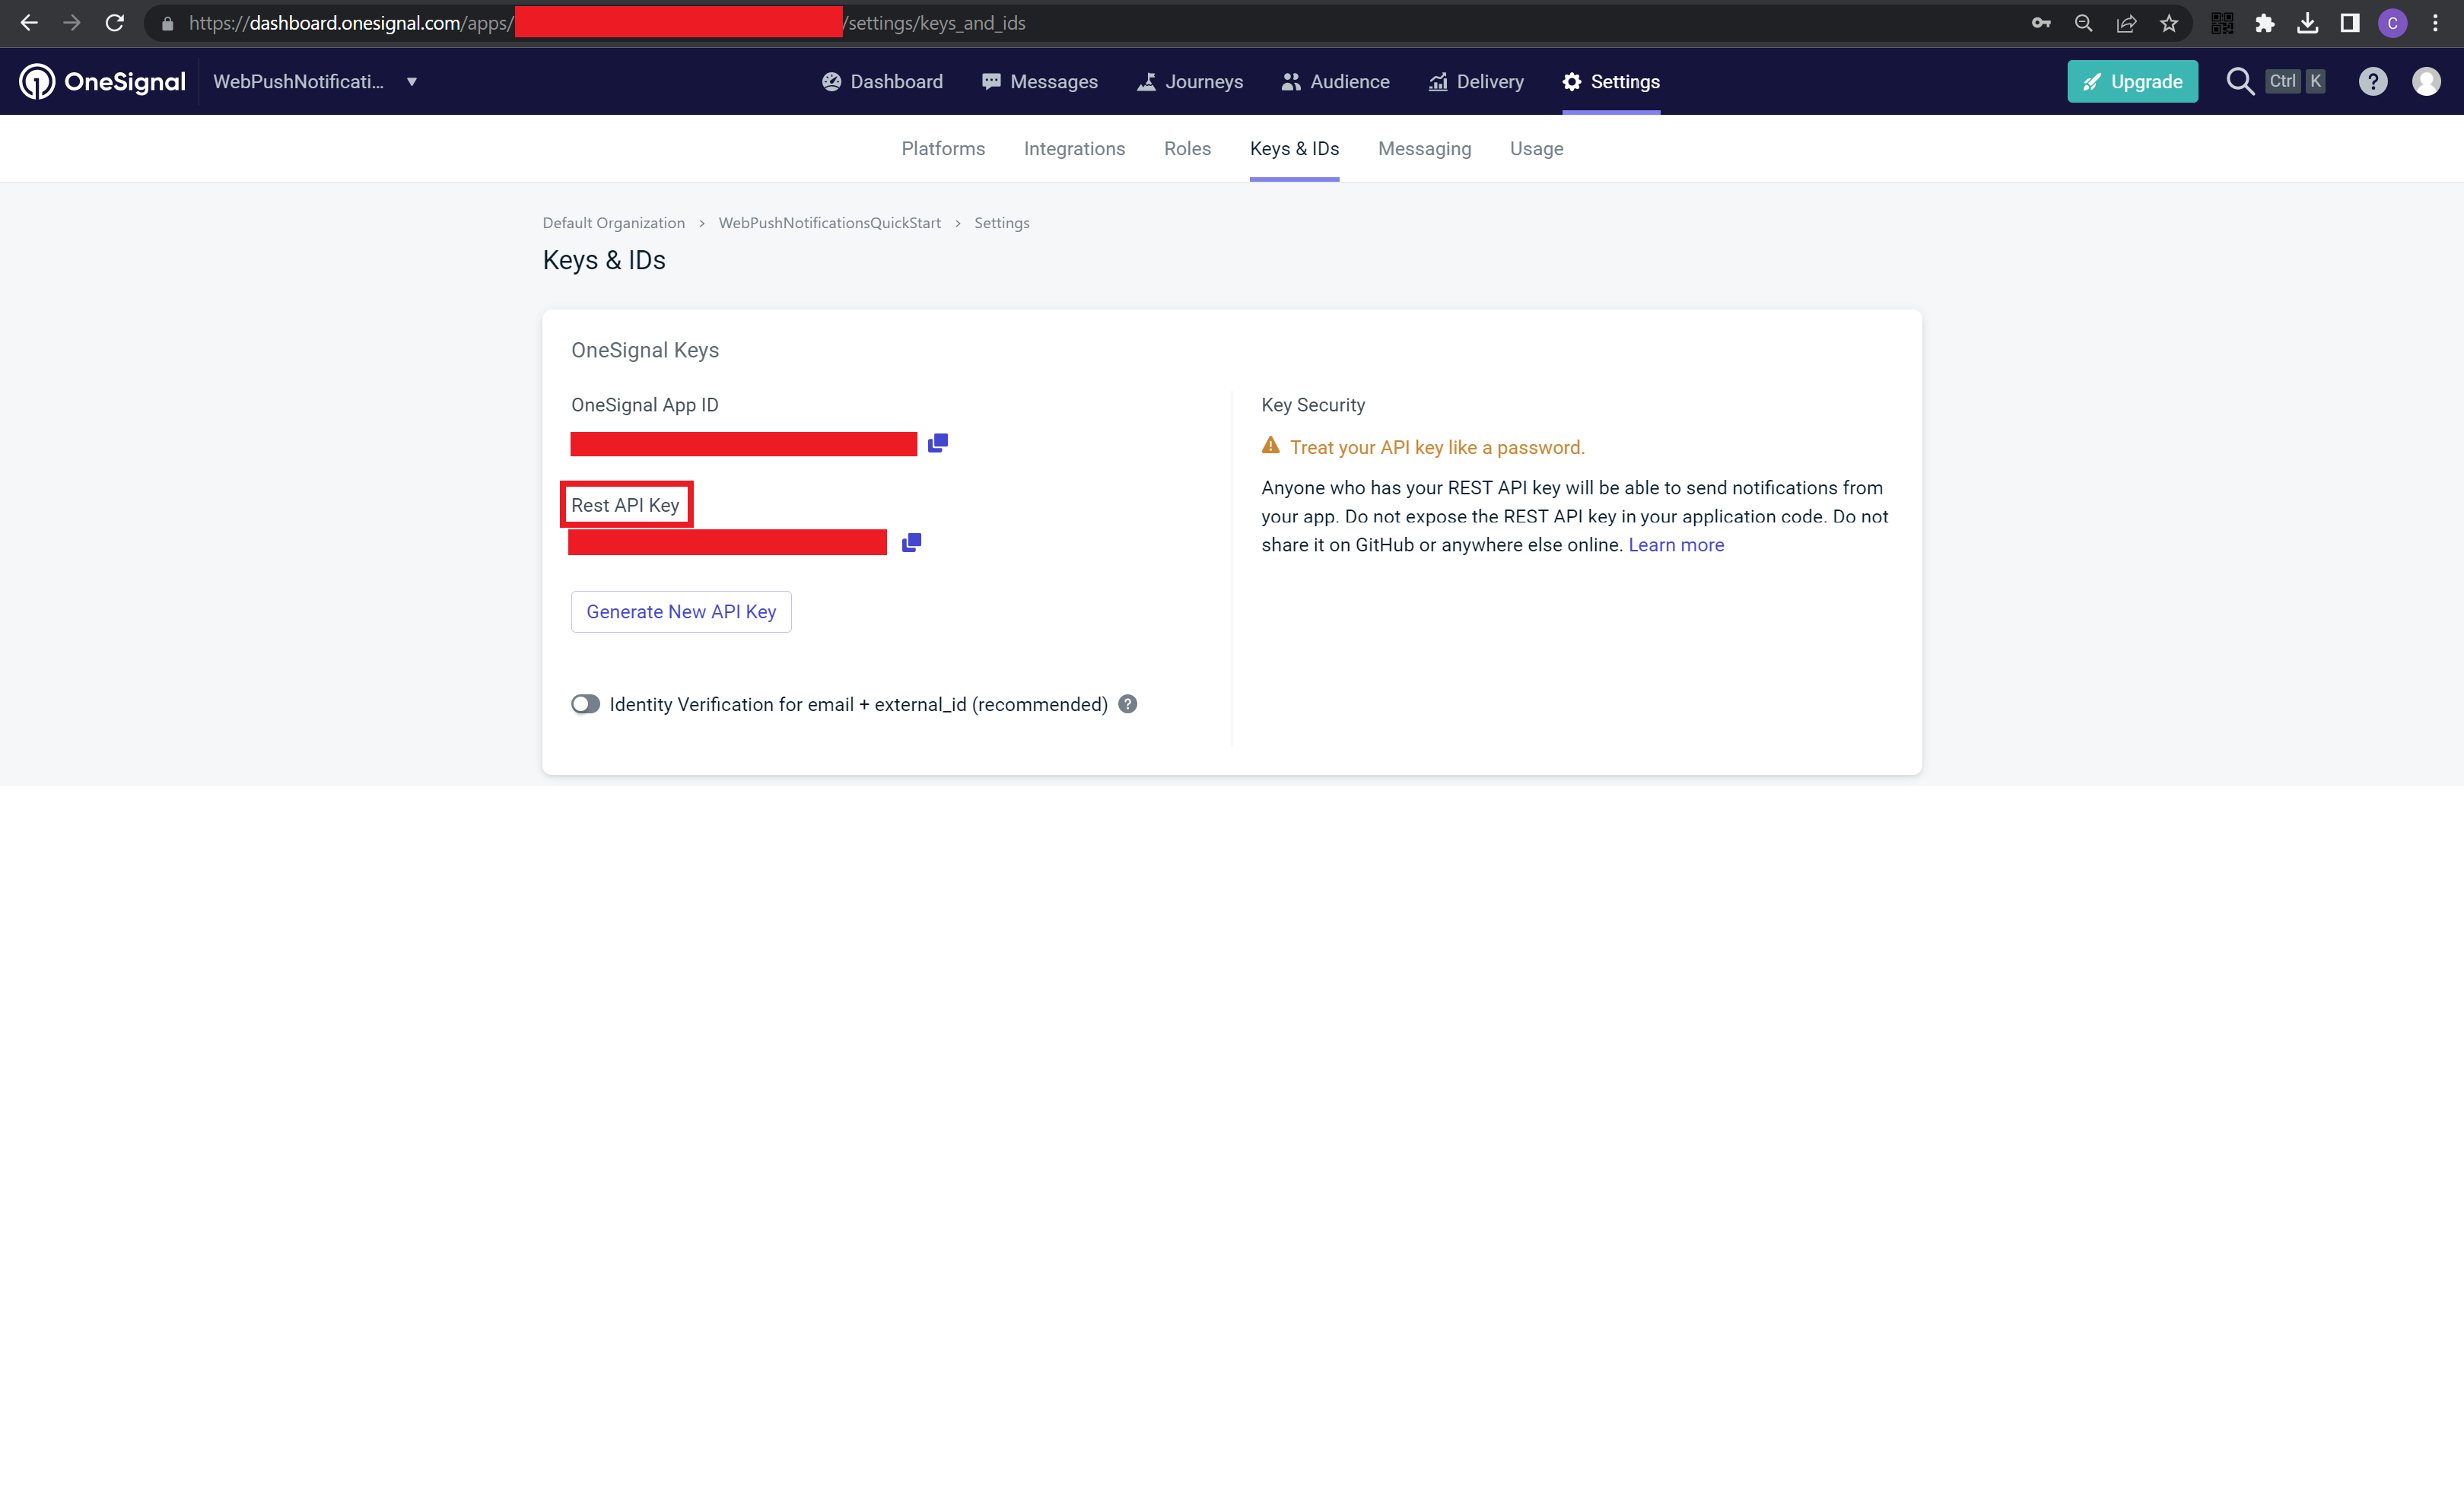 https://dashboard.onesignal.com/apps/ /settings/keys_and_ids
C
OneSignal
WebPushNotificati...
Dashboard
Messages
Journeys
Audience
Delivery
Settings
Upgrade
Ctrl K
?
Platforms
Integrations
Roles
Keys & IDs
Messaging
Usage
Default Organization > WebPushNotificationsQuickStart > Settings
Keys & IDs
OneSignal Keys
OneSignal App ID
Rest API Key
Generate New API Key
Identity Verification for email + external_id (recommended) ?
Key Security
Treat your API key like a password.
Anyone who has your REST API key will be able to send notifications from
your app. Do not expose the REST API key in your application code. Do not
share it on GitHub or anywhere else online. Learn more